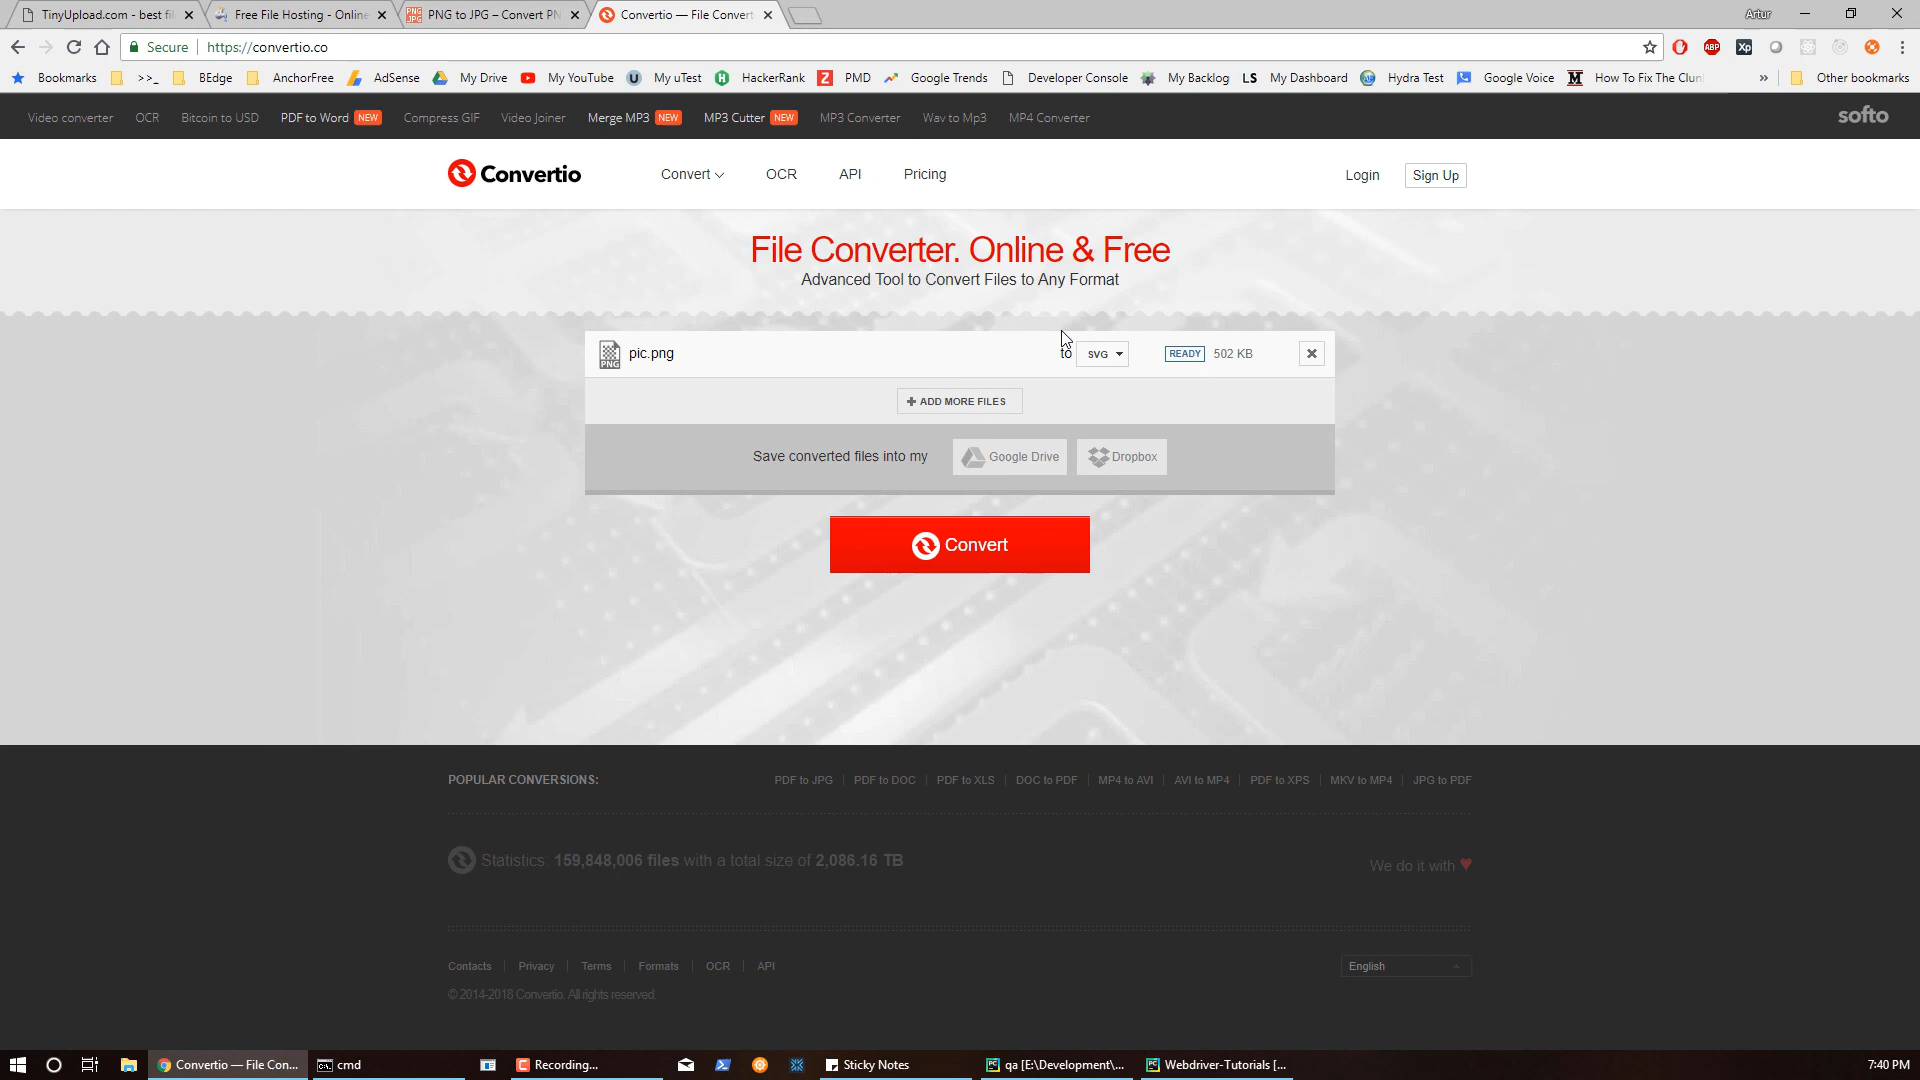 TinyUpload.com - best fi
Free File Hosting - Online
PNG to JPG – Convert PN
Convertio — File Convert
Artur
Secure
https://convertio.co
ABP
Xp
Bookmarks
>>_
BEdge
AnchorFree
AdSense
My Drive
My YouTube
My uTest
HackerRank
PMD
Google Trends
Developer Console
My Backlog
LS My Dashboard
Hydra Test
Google Voice
How To Fix The Clun
»
Other bookmarks
Video converter
OCR
Bitcoin to USD
PDF to Word NEW
Compress GIF
Video Joiner
Merge MP3 NEW
MP3 Cutter NEW
MP3 Converter
Wav to Mp3
MP4 Converter
softo
Convertio
Convert
OCR
API
Pricing
Login
Sign Up
File Converter. Online & Free
Advanced Tool to Convert Files to Any Format
PNG
pic.png
to
SVG
READY
502 KB
ADD MORE FILES
Save converted files into my
Google Drive
Dropbox
Convert
POPULAR CONVERSIONS:
PDF to JPG
PDF to DOC
PDF to XLS
DOC to PDF
MP4 to AVI
AVI to MP4
PDF to XPS
MKV to MP4
JPG to PDF
Statistics: 159,848,006 files with a total size of 2,086.16 TB
We do it with
Contacts
Privacy
Terms
Formats
OCR
API
English
© 2014-2018 Convertio. All rights reserved.
Convertio — File Con...
cmd
Recording...
Sticky Notes
qa [E:\Development\...
Webdriver-Tutorials [...
7:40 PM